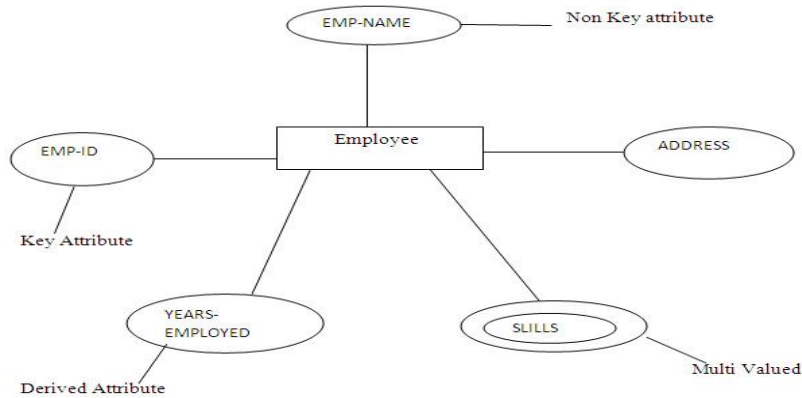 EMP-NAME
Non Key attribute
Employee
EMP-ID
ADDRESS
Key Attribute
YEARS-
EMPLOYED
SLILLS
Multi Valued
Derived Attribute